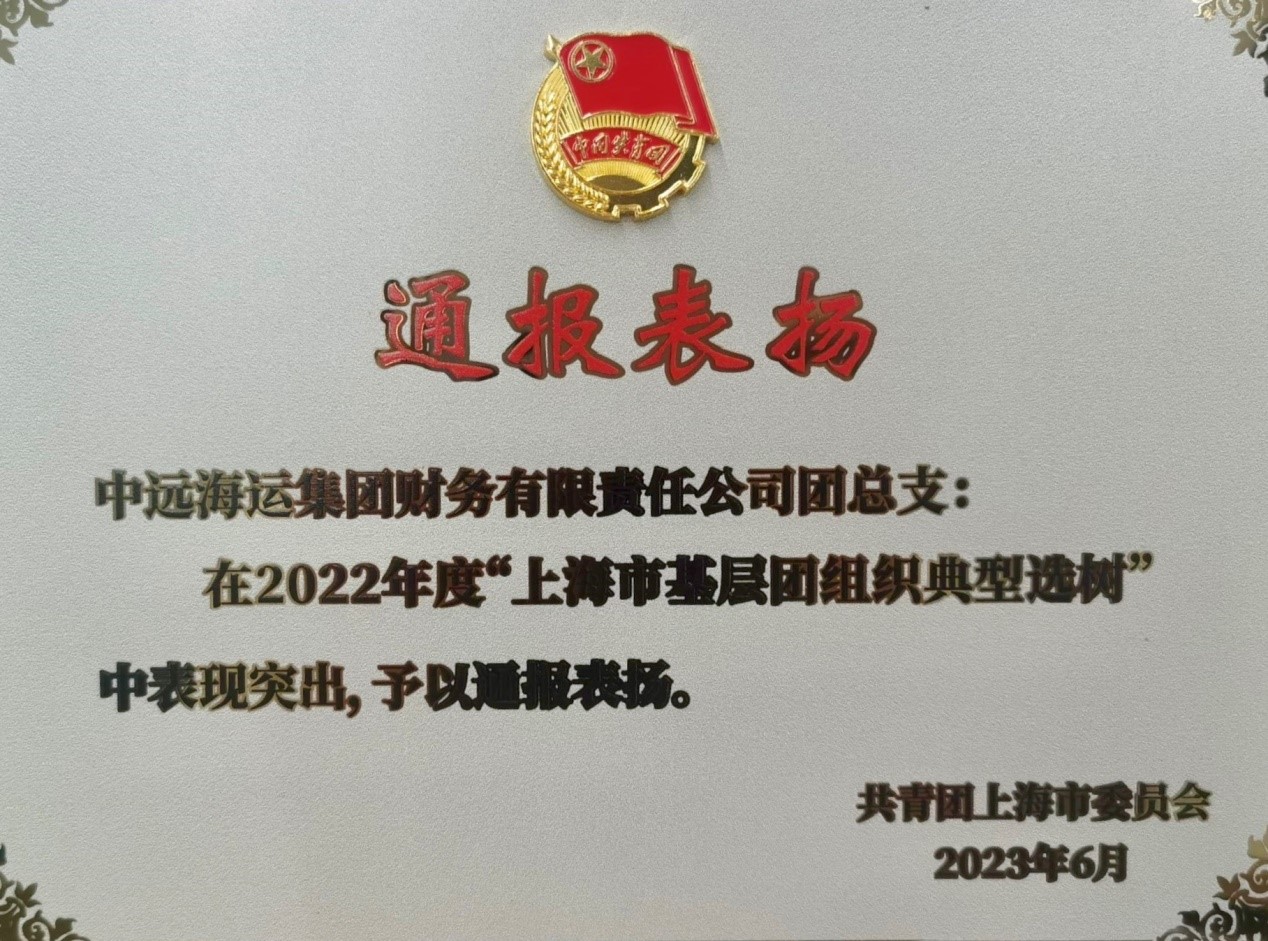 中国共青团
通报表扬
中远海运集团财务有限责任公司团总支：
在2022年度“上海市基层团组织典型选树”
中表现突出，予以通报表扬。
共青团上海市委员会
2023年6月